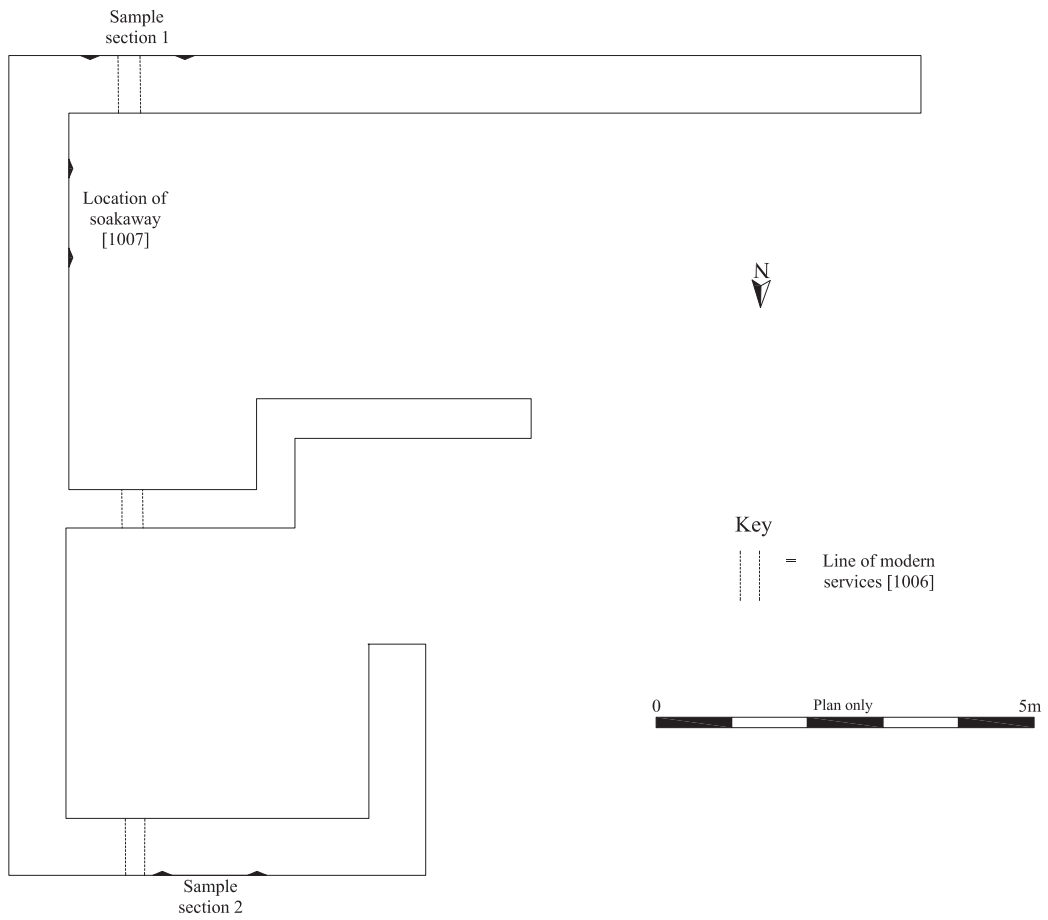 Sample
section 1
Location of
soakaway
[1007]
N
Key
= Line of modern
services [1006]
0 Plan only 5m
Sample
section 2